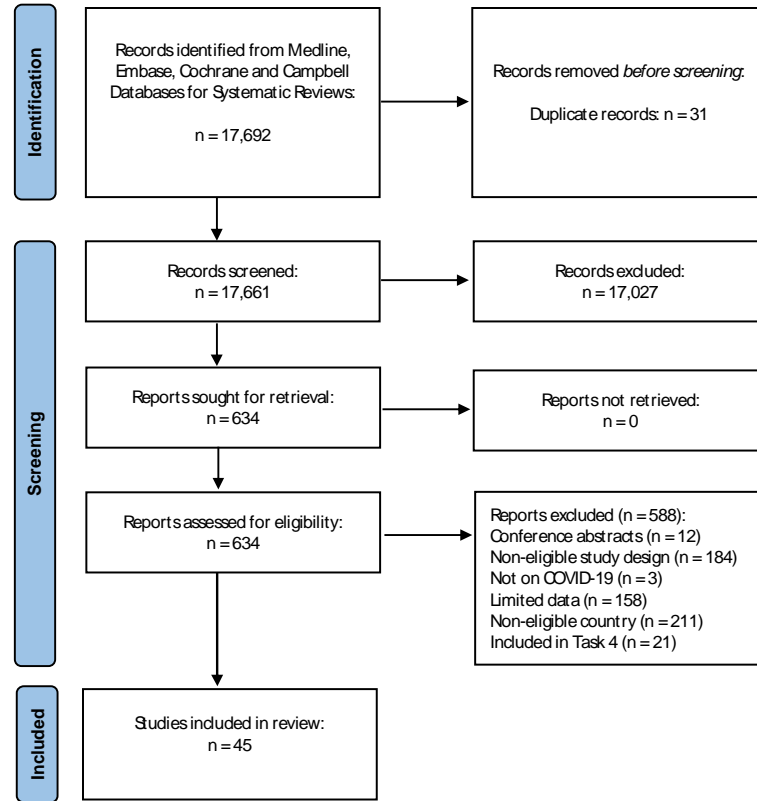 Identification
Records identified from Medline,
Embase, Cochrane and Campbell
Databases for Systematic Reviews:
n = 17,692
Records removed before screening:
Duplicate records: n = 31
Screening
Records screened:
n = 17,661
Records excluded:
n = 17,027
Reports sought for retrieval:
n = 634
Reports not retrieved:
n = 0
Reports assessed for eligibility:
n = 634
Reports excluded (n = 588):
Conference abstracts (n = 12)
Non-eligible study design (n = 184)
Not on COVID-19 (n = 3)
Limited data (n = 158)
Non-eligible country (n = 211)
Included in Task 4 (n = 21)
Included
Studies included in review:
n = 45